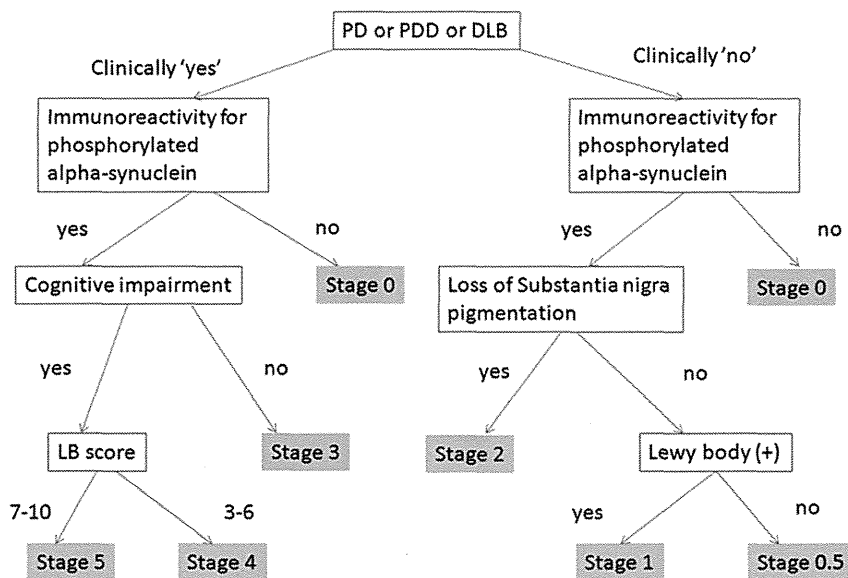 PD or PDD or DLB
Clinically 'yes'
Clinically 'no'
Immunoreactivity for
phosphorylated
alpha-synuclein
Immunoreactivity for
phosphorylated
alpha-synuclein
yes
no
yes
no
Cognitive impairment
Stage 0
Loss of Substantia nigra
pigmentation
Stage 0
yes
no
yes
no
LB score
Stage 3
Stage 2
Lewy body (+)
7-10
3-6
yes
no
Stage 5
Stage 4
Stage 1
Stage 0.5